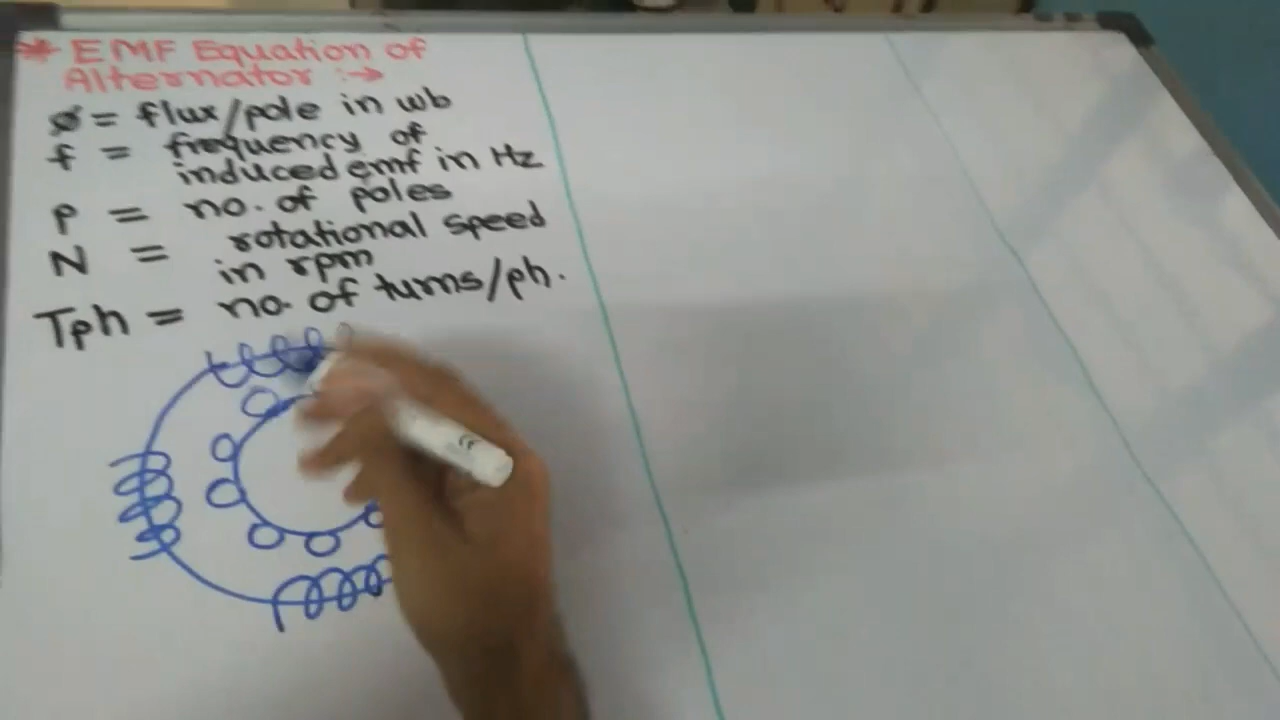 * EMF Equation of
Alternator :→
Ø = flux/pole in wb
f = frequency of
induced emf in Hz
P = no. of poles
N = rotational speed
in rpm
Tph = no. of turns/ph.